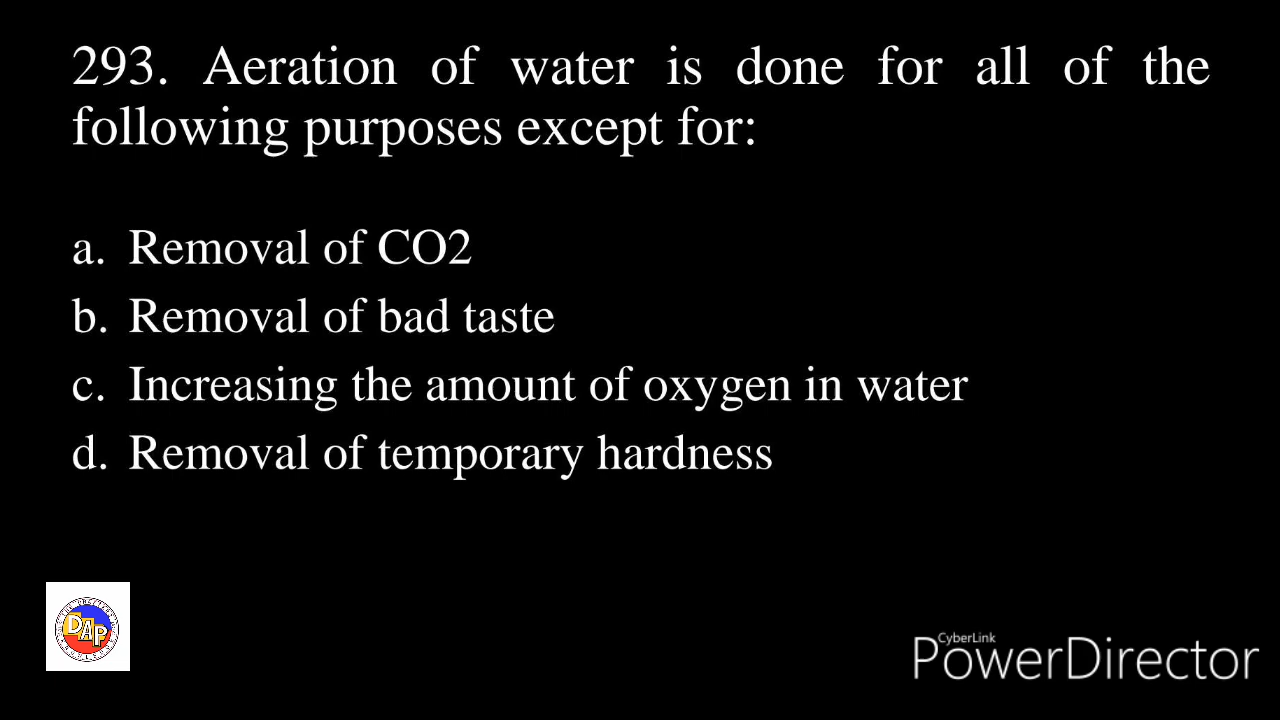 293. Aeration of water is done for all of the
following purposes except for:
a. Removal of CO2
b. Removal of bad taste
c. Increasing the amount of oxygen in water
d. Removal of temporary hardness
DAP
CyberLink
PowerDirector